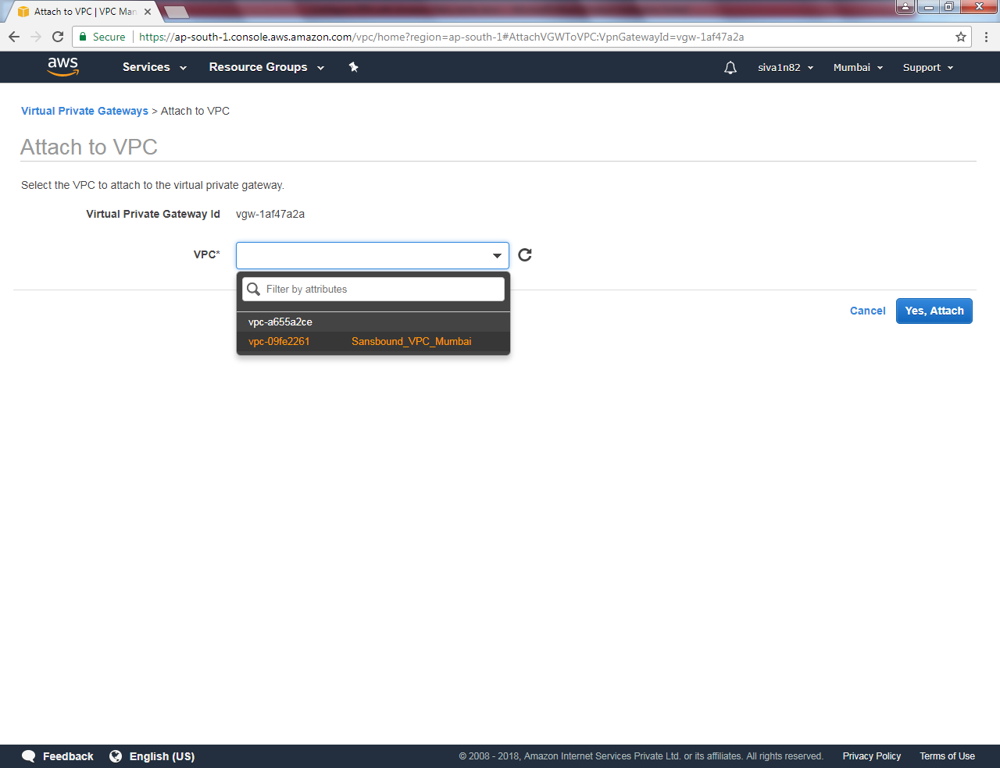 Attach to VPC | VPC Man
Secure https://ap-south-1.console.aws.amazon.com/vpc/home?region=ap-south-1#AttachVGWToVPC:VpnGatewayId=vgw-1af47a2a
aws Services Resource Groups siva1n82 Mumbai Support
Virtual Private Gateways > Attach to VPC
Attach to VPC
Select the VPC to attach to the virtual private gateway.
Virtual Private Gateway Id vgw-1af47a2a
VPC*
Filter by attributes
vpc-a655a2ce
Cancel Yes, Attach
vpc-09fe2261 Sansbound_VPC_Mumbai
Feedback English (US) © 2008 - 2018, Amazon Internet Services Private Ltd. or its affiliates. All rights reserved. Privacy Policy Terms of Use